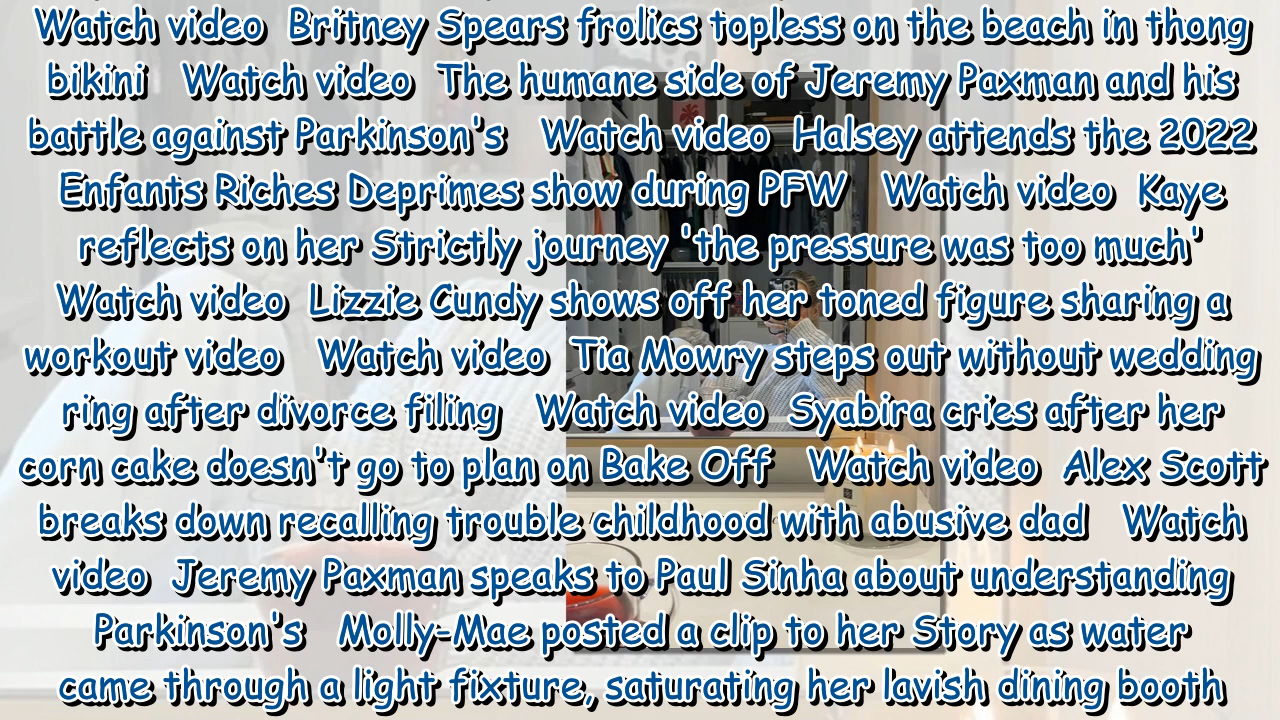 Watch video Britney Spears frolics topless on the beach in thong
bikini Watch video The humane side of Jeremy Paxman and his
battle against Parkinson's Watch video Halsey attends the 2022
Enfants Riches Deprimes show during PFW Watch video Kaye
reflects on her Strictly journey 'the pressure was too much'
Watch video Lizzie Cundy shows off her toned figure sharing a
workout video Watch video Tia Mowry steps out without wedding
ring after divorce filing Watch video Syabira cries after her
corn cake doesn't go to plan on Bake Off Watch video Alex Scott
breaks down recalling trouble childhood with abusive dad Watch
video Jeremy Paxman speaks to Paul Sinha about understanding
Parkinson's Molly-Mae posted a clip to her Story as water
came through a light fixture, saturating her lavish dining booth